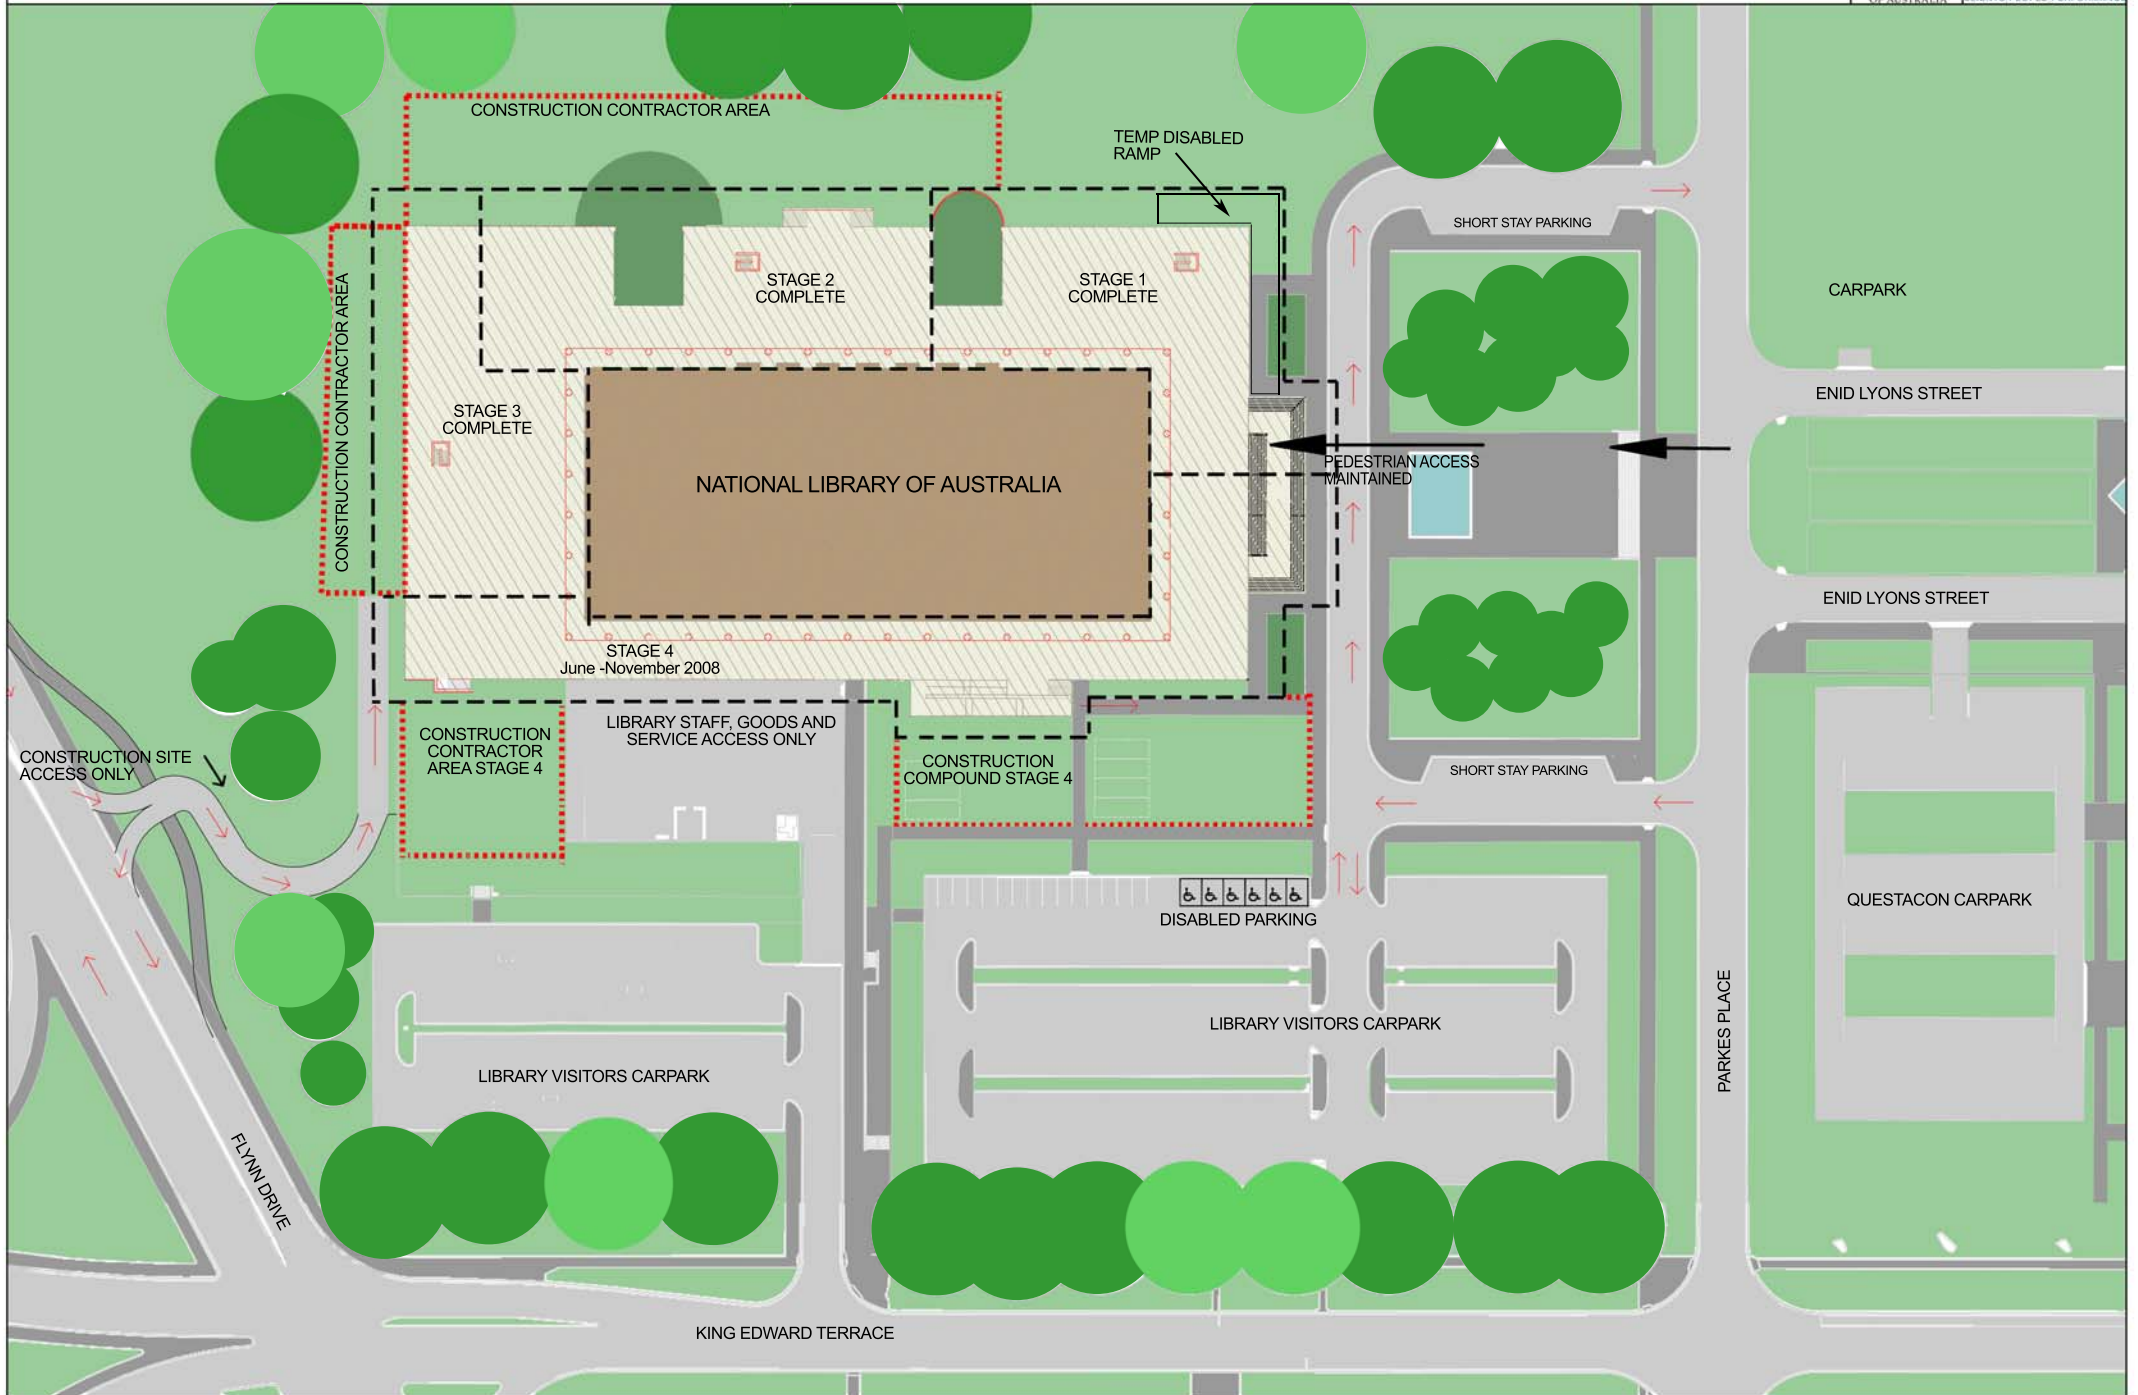 OF AUSTRALIA
CONSTRUCTION CONTRACTOR AREA
TEMP DISABLED
RAMP
SHORT STAY PARKING
STAGE 2
COMPLETE
STAGE 1
COMPLETE
CARPARK
CONSTRUCTION CONTRACTOR AREA
ENID LYONS STREET
STAGE 3
COMPLETE
NATIONAL LIBRARY OF AUSTRALIA
PEDESTRIAN ACCESS
MAINTAINED
ENID LYONS STREET
STAGE 4
June -November 2008
LIBRARY STAFF, GOODS AND
SERVICE ACCESS ONLY
CONSTRUCTION
CONTRACTOR
AREA STAGE 4
CONSTRUCTION SITE
ACCESS ONLY
CONSTRUCTION
COMPOUND STAGE 4
SHORT STAY PARKING
QUESTACON CARPARK
DISABLED PARKING
LIBRARY VISITORS CARPARK
PARKES PLACE
LIBRARY VISITORS CARPARK
FLYNN DRIVE
KING EDWARD TERRACE